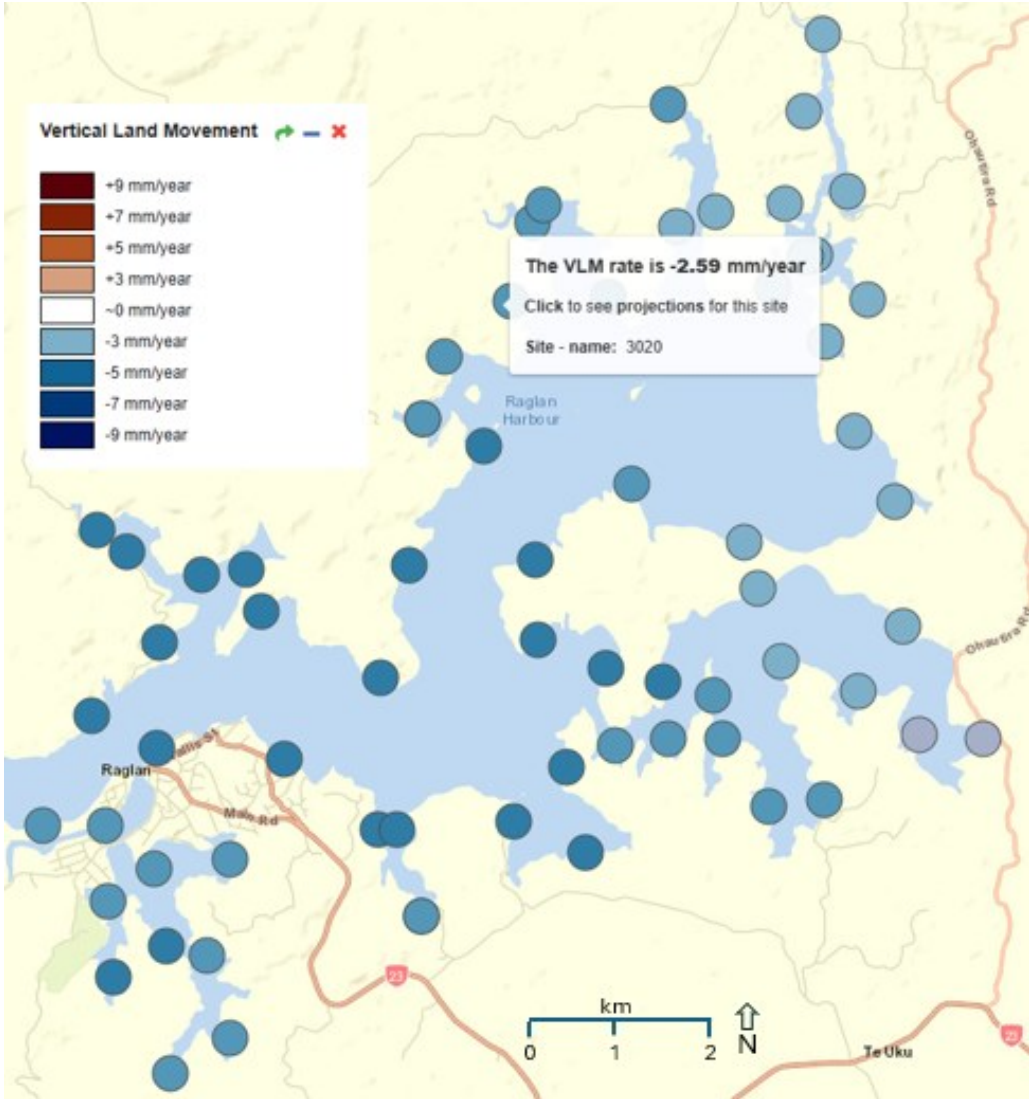 Vertical Land Movement
+9 mm/year
+7 mm/year
+5 mm/year
+3 mm/year
~0 mm/year
-3 mm/year
-5 mm/year
-7 mm/year
-9 mm/year
Ohautira Rd
The VLM rate is -2.59 mm/year
Click to see projections for this site
Site - name: 3020
Raglan
Harbour
Ohautira Rd
Raglan
Main Rd
23
km
0 1 2
N
Te Uku
23